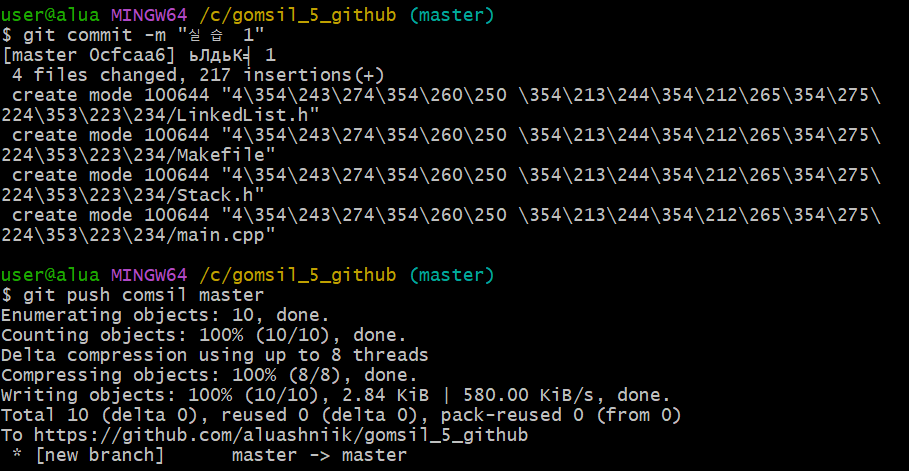 user@alua MINGW64 /c/gomsil_5_github (master)
$ git commit -m "실 습  1"
[master 0cfcaa6] ьЛдьК╡ 1
 4 files changed, 217 insertions(+)
 create mode 100644 "4\354\243\274\354\260\250 \354\213\244\354\212\265\354\275\
224\353\223\234/LinkedList.h"
 create mode 100644 "4\354\243\274\354\260\250 \354\213\244\354\212\265\354\275\
224\353\223\234/Makefile"
 create mode 100644 "4\354\243\274\354\260\250 \354\213\244\354\212\265\354\275\
224\353\223\234/Stack.h"
 create mode 100644 "4\354\243\274\354\260\250 \354\213\244\354\212\265\354\275\
224\353\223\234/main.cpp"
user@alua MINGW64 /c/gomsil_5_github (master)
$ git push comsil master
Enumerating objects: 10, done.
Counting objects: 100% (10/10), done.
Delta compression using up to 8 threads
Compressing objects: 100% (8/8), done.
Writing objects: 100% (10/10), 2.84 KiB | 580.00 KiB/s, done.
Total 10 (delta 0), reused 0 (delta 0), pack-reused 0 (from 0)
To https://github.com/aluashniik/gomsil_5_github
 * [new branch]      master -> master